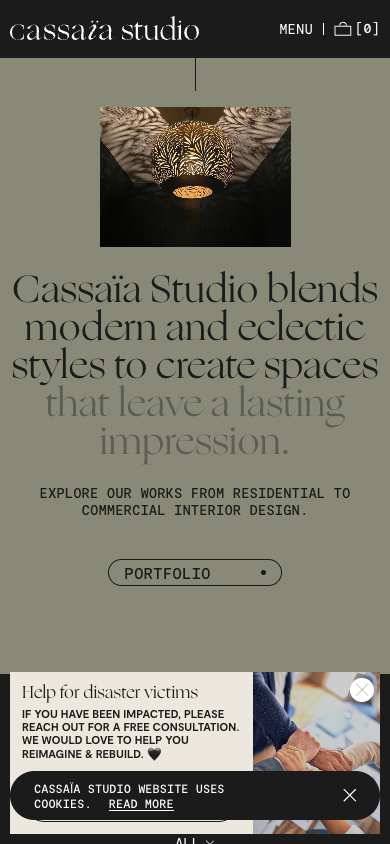 cassaïa studio
MENU | [0]
Cassaïa Studio blends
modern and eclectic
styles to create spaces
that leave a lasting
impression.
EXPLORE OUR WORKS FROM RESIDENTIAL TO
COMMERCIAL INTERIOR DESIGN.
PORTFOLIO
Help for disaster victims
IF YOU HAVE BEEN IMPACTED, PLEASE
REACH OUT FOR A FREE CONSULTATION.
WE WOULD LOVE TO HELP YOU
REIMAGINE & REBUILD. 🖤
CASSAÏA STUDIO WEBSITE USES
COOKIES. READ MORE
ALL